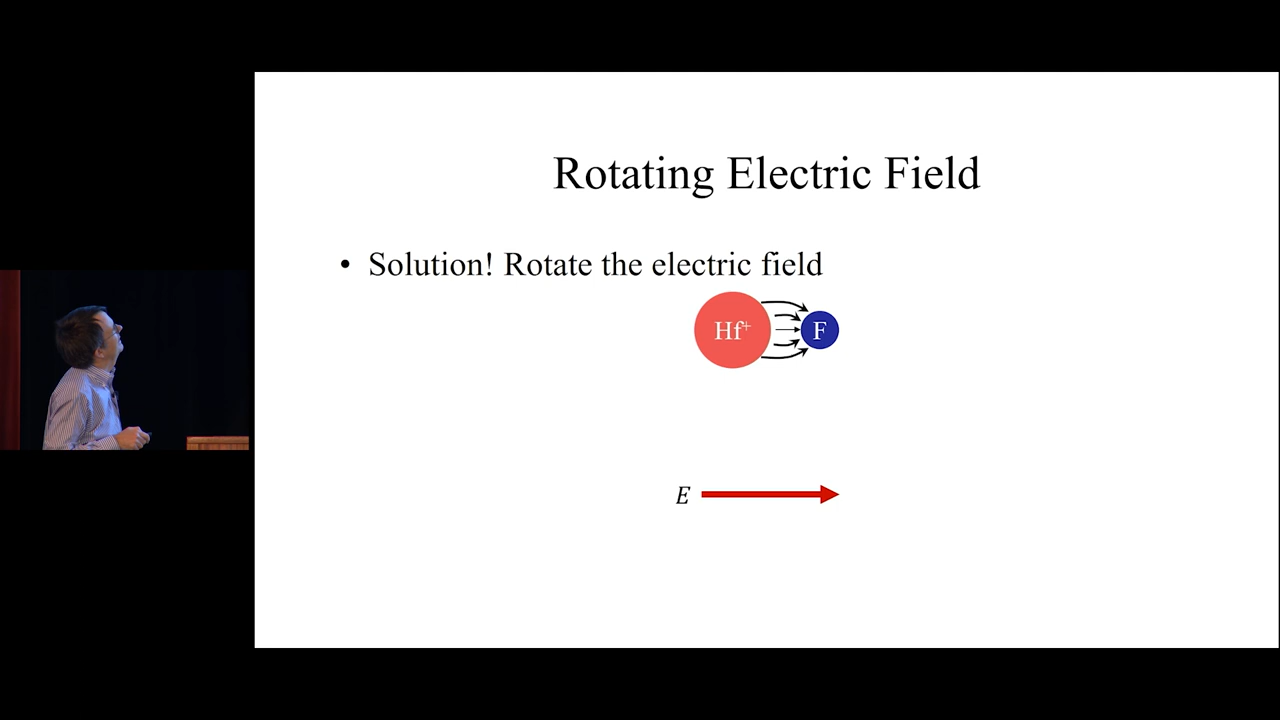 Rotating Electric Field
• Solution! Rotate the electric field
Hf⁺ F
E